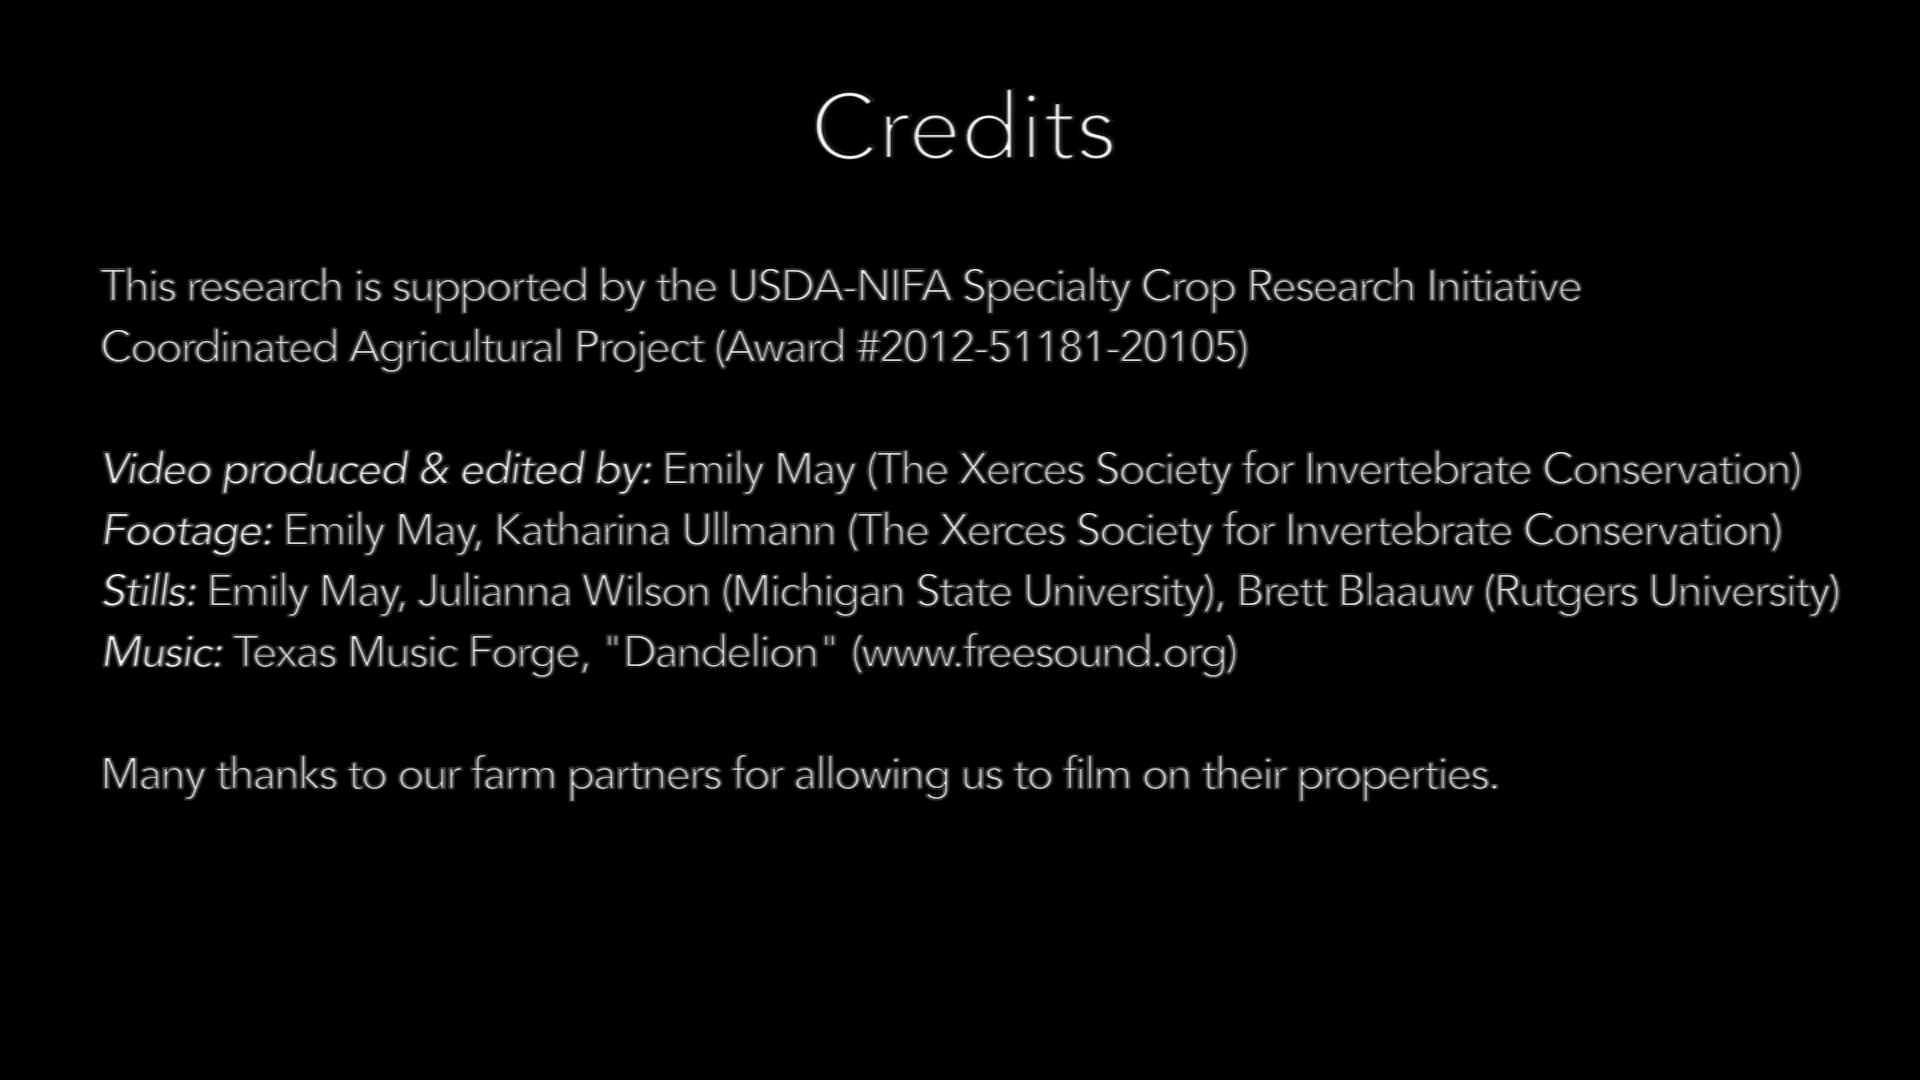 Credits
This research is supported by the USDA-NIFA Specialty Crop Research Initiative
Coordinated Agricultural Project (Award #2012-51181-20105)
Video produced & edited by: Emily May (The Xerces Society for Invertebrate Conservation)
Footage: Emily May, Katharina Ullmann (The Xerces Society for Invertebrate Conservation)
Stills: Emily May, Julianna Wilson (Michigan State University), Brett Blaauw (Rutgers University)
Music: Texas Music Forge, "Dandelion" (www.freesound.org)
Many thanks to our farm partners for allowing us to film on their properties.